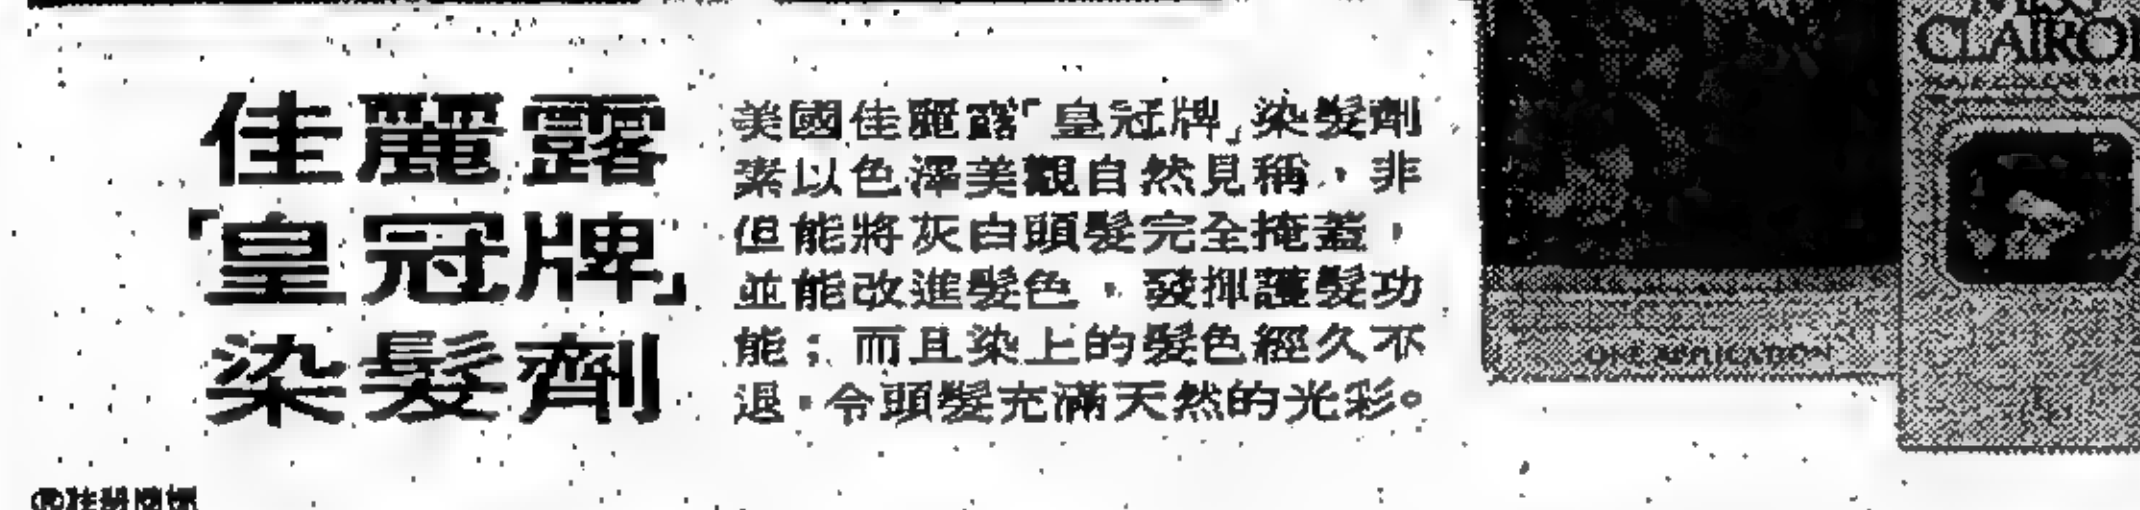 佳麗露
「皇冠牌」
染髮劑
美國佳麗露「皇冠牌」染髮劑
素以色澤美觀自然見稱,非
但能將灰白頭髮完全掩蓋,
並能改進髮色,發揮護髮功
能;而且染上的髮色經久不
退,令頭髮充滿天然的光彩。
CLAIROL
ONE APPLICATION